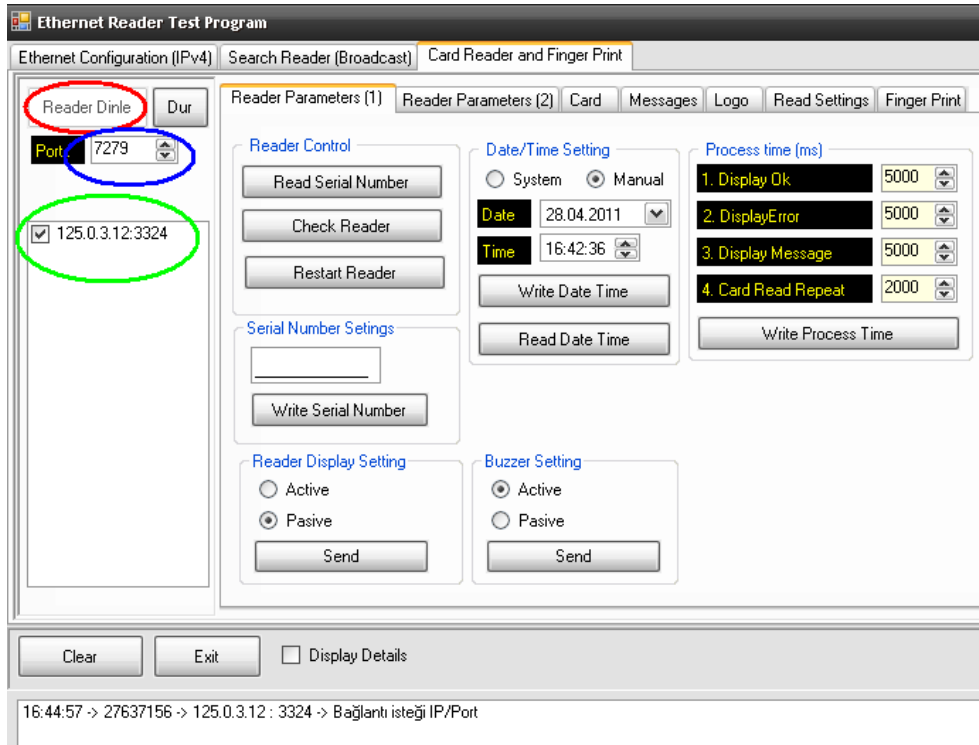 Ethernet Reader Test Program
Ethernet Configuration (IPv4) Search Reader (Broadcast) Card Reader and Finger Print
Reader Dinle Dur
Port 7279
125.0.3.12:3324
Reader Parameters (1) Reader Parameters (2) Card Messages Logo Read Settings Finger Print
Reader Control
Read Serial Number
Check Reader
Restart Reader
Serial Number Setings
Write Serial Number
Reader Display Setting
Active
Pasive
Send
Date/Time Setting
System Manual
Date 28.04.2011
Time 16:42:36
Write Date Time
Read Date Time
Buzzer Setting
Active
Pasive
Send
Process time (ms)
1. Display Ok 5000
2. DisplayError 5000
3. Display Message 5000
4. Card Read Repeat 2000
Write Process Time
Clear Exit Display Details
16:44:57 -> 27637156 -> 125.0.3.12 : 3324 -> Bağlantı isteği IP/Port